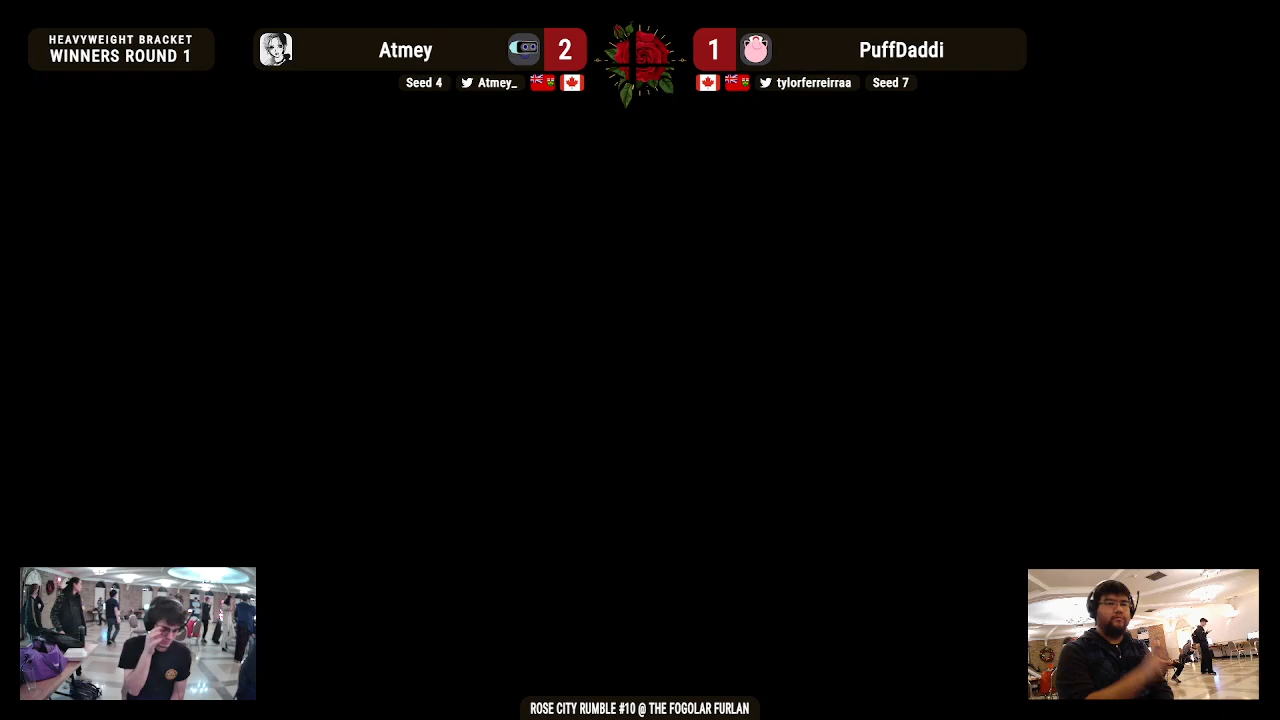 HEAVYWEIGHT BRACKET
WINNERS ROUND 1
Atmey
2
1
PuffDaddi
Seed 4
Atmey_
tylorferreirraa
Seed 7
ROSE CITY RUMBLE #10 @ THE FOGOLAR FURLAN